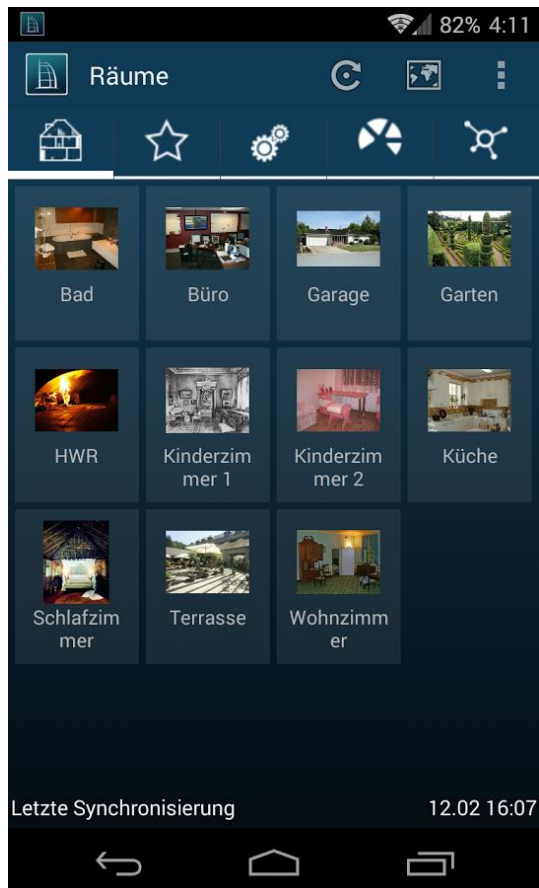 82% 4:11
Räume
Bad
Büro
Garage
Garten
HWR
Kinderzim
mer 1
Kinderzim
mer 2
Küche
Schlafzim
mer
Terrasse
Wohnzimm
er
Letzte Synchronisierung
12.02 16:07